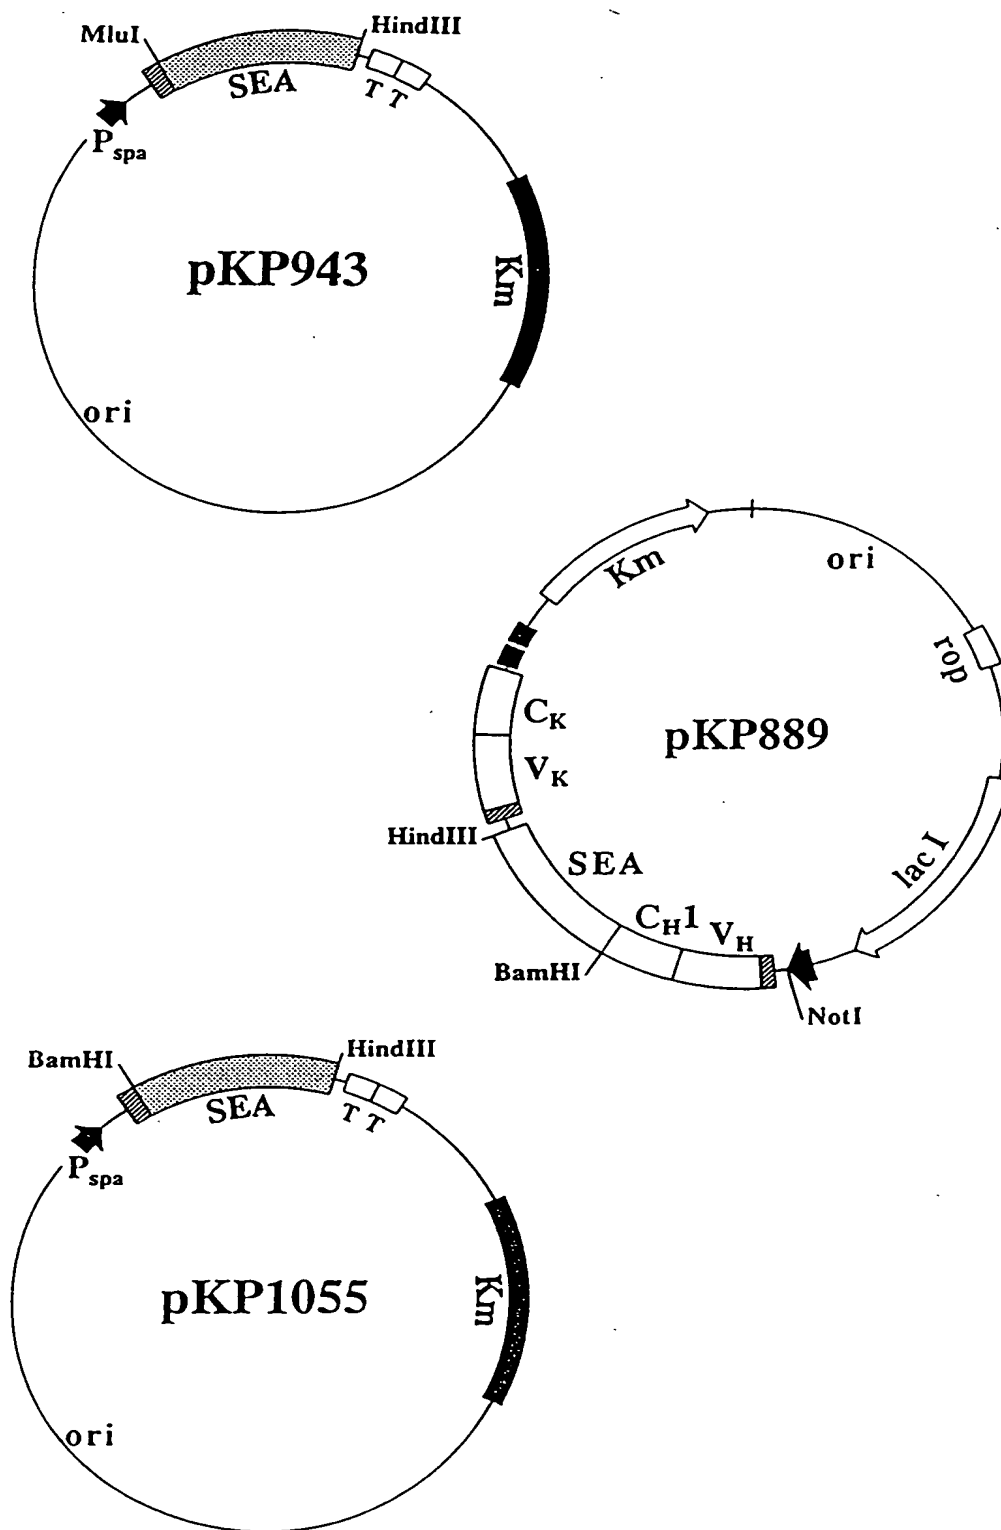 MluI
HindIII
SEA
T T
P_spa
pKP943
Km
ori
Km
ori
rop
C_K
pKP889
V_K
HindIII
SEA
lac I
C_H1
V_H
BamHI
NotI
BamHI
HindIII
SEA
T T
P_spa
pKP1055
Km
ori